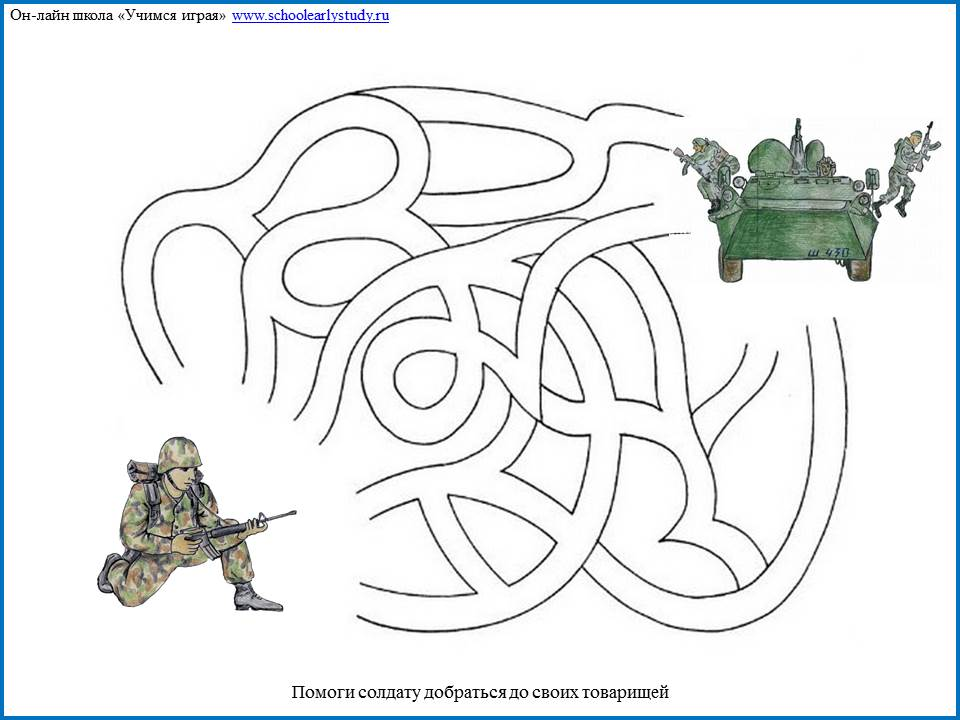 Он-лайн школа «Учимся играя» www.schoolearlystudy.ru
Ш 430
Помоги солдату добраться до своих товарищей